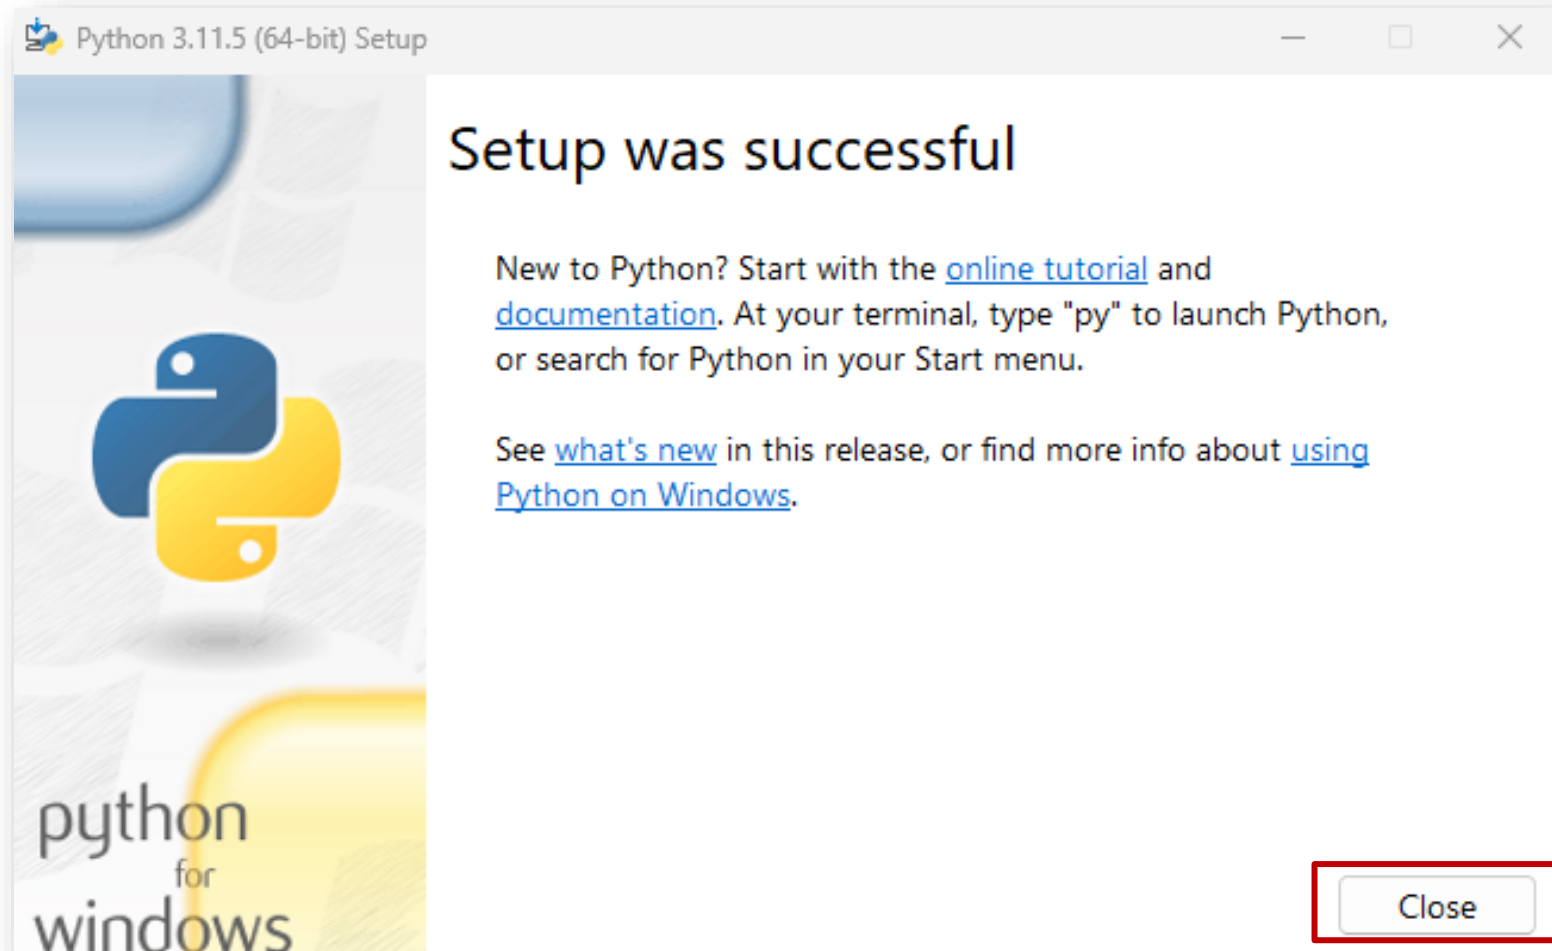 Python 3.11.5 (64-bit) Setup
Setup was successful
New to Python? Start with the online tutorial and
documentation. At your terminal, type "py" to launch Python,
or search for Python in your Start menu.
See what's new in this release, or find more info about using
Python on Windows.
python
for
windows
Close